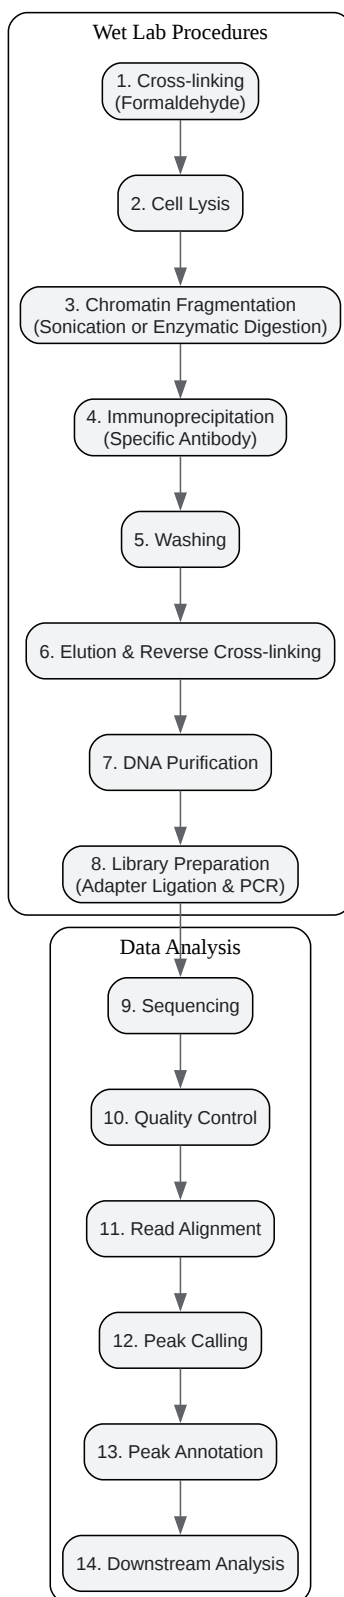 Wet Lab Procedures
1. Cross-linking
(Formaldehyde)
2. Cell Lysis
3. Chromatin Fragmentation
(Sonication or Enzymatic Digestion)
4. Immunoprecipitation
(Specific Antibody)
5. Washing
6. Elution & Reverse Cross-linking
7. DNA Purification
8. Library Preparation
(Adapter Ligation & PCR)
Data Analysis
9. Sequencing
10. Quality Control
11. Read Alignment
12. Peak Calling
13. Peak Annotation
14. Downstream Analysis